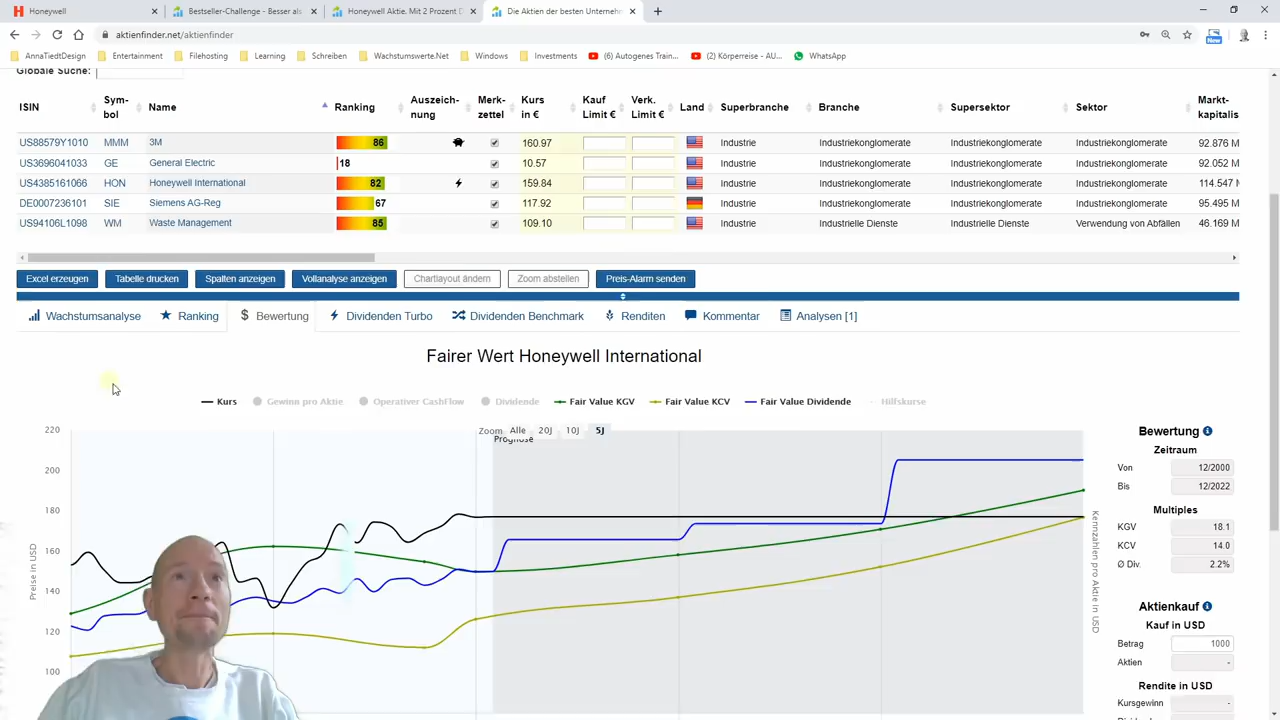 Honeywell
Bestseller-Challenge - Besser als
Honeywell Aktie. Mit 2 Prozent D
Die Aktien der besten Unternehm
aktienfinder.net/aktienfinder
AnnaTiedtDesign
Entertainment
Filehosting
Learning
Schreiben
Wachstumswerte.Net
Windows
Investments
(6) Autogenes Train...
(2) Körperreise - AU...
WhatsApp
New
Globale Suche:
ISIN Sym-bol Name Ranking Auszeich-nung Merk-zettel Kurs in € Kauf Limit € Verk. Limit € Land Superbranche Branche Supersektor Sektor Markt-kapitalis
US88579Y1010 MMM 3M 86 160.97 Industrie Industriekonglomerate Industriekonglomerate Industriekonglomerate 92.876 M
US3696041033 GE General Electric 18 10.57 Industrie Industriekonglomerate Industriekonglomerate Industriekonglomerate 92.052 M
US4385161066 HON Honeywell International 82 159.84 Industrie Industriekonglomerate Industriekonglomerate Industriekonglomerate 114.547 M
DE0007236101 SIE Siemens AG-Reg 67 117.92 Industrie Industriekonglomerate Industriekonglomerate Industriekonglomerate 95.495 M
US94106L1098 WM Waste Management 85 109.10 Industrie Industrielle Dienste Industrielle Dienste Verwendung von Abfällen 46.169 M
Excel erzeugen Tabelle drucken Spalten anzeigen Vollanalyse anzeigen Chartlayout ändern Zoom abstellen Preis-Alarm senden
Wachstumsanalyse Ranking Bewertung Dividenden Turbo Dividenden Benchmark Renditen Kommentar Analysen [1]
Fairer Wert Honeywell International
Kurs Gewinn pro Aktie Operativer CashFlow Dividende Fair Value KGV Fair Value KCV Fair Value Dividende Hilfskurse
Zoom Alle 20J 10J 5J
Prognose
220
200
180
160
140
120
100
Preise in USD
Kennzahlen pro Aktie in USD
Bewertung
Zeitraum
Von 12/2000
Bis 12/2022
Multiples
KGV 18.1
KCV 14.0
Ø Div. 2.2%
Aktienkauf
Kauf in USD
Betrag 1000
Aktien -
Rendite in USD
Kursgewinn -